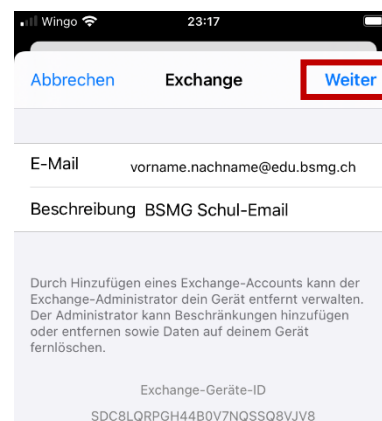 Wingo 23:17
Abbrechen Exchange Weiter
E-Mail vorname.nachname@edu.bsmg.ch
Beschreibung BSMG Schul-Email
Durch Hinzufügen eines Exchange-Accounts kann der
Exchange-Administrator dein Gerät entfernt verwalten.
Der Administrator kann Beschränkungen hinzufügen
oder entfernen sowie Daten auf deinem Gerät
fernlöschen.
Exchange-Geräte-ID
SDC8LQRPGH44B0V7NQSSQ8VJV8